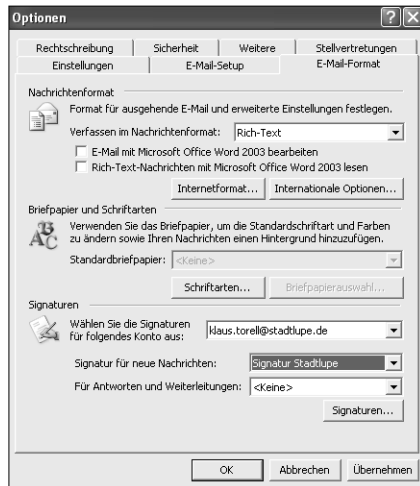 Optionen
Rechtschreibung Sicherheit Weitere Stellvertretungen
Einstellungen E-Mail-Setup E-Mail-Format
Nachrichtenformat
Format für ausgehende E-Mail und erweiterte Einstellungen festlegen.
Verfassen im Nachrichtenformat: Rich-Text
E-Mail mit Microsoft Office Word 2003 bearbeiten
Rich-Text-Nachrichten mit Microsoft Office Word 2003 lesen
Internetformat... Internationale Optionen...
Briefpapier und Schriftarten
Verwenden Sie das Briefpapier, um die Standardschriftart und Farben
zu ändern sowie Ihren Nachrichten einen Hintergrund hinzuzufügen.
Standardbriefpapier: <Keine>
Schriftarten... Briefpapierauswahl...
Signaturen
Wählen Sie die Signaturen
für folgendes Konto aus: klaus.torell@stadtlupe.de
Signatur für neue Nachrichten: Signatur Stadtlupe
Für Antworten und Weiterleitungen: <Keine>
Signaturen...
OK Abbrechen Übernehmen